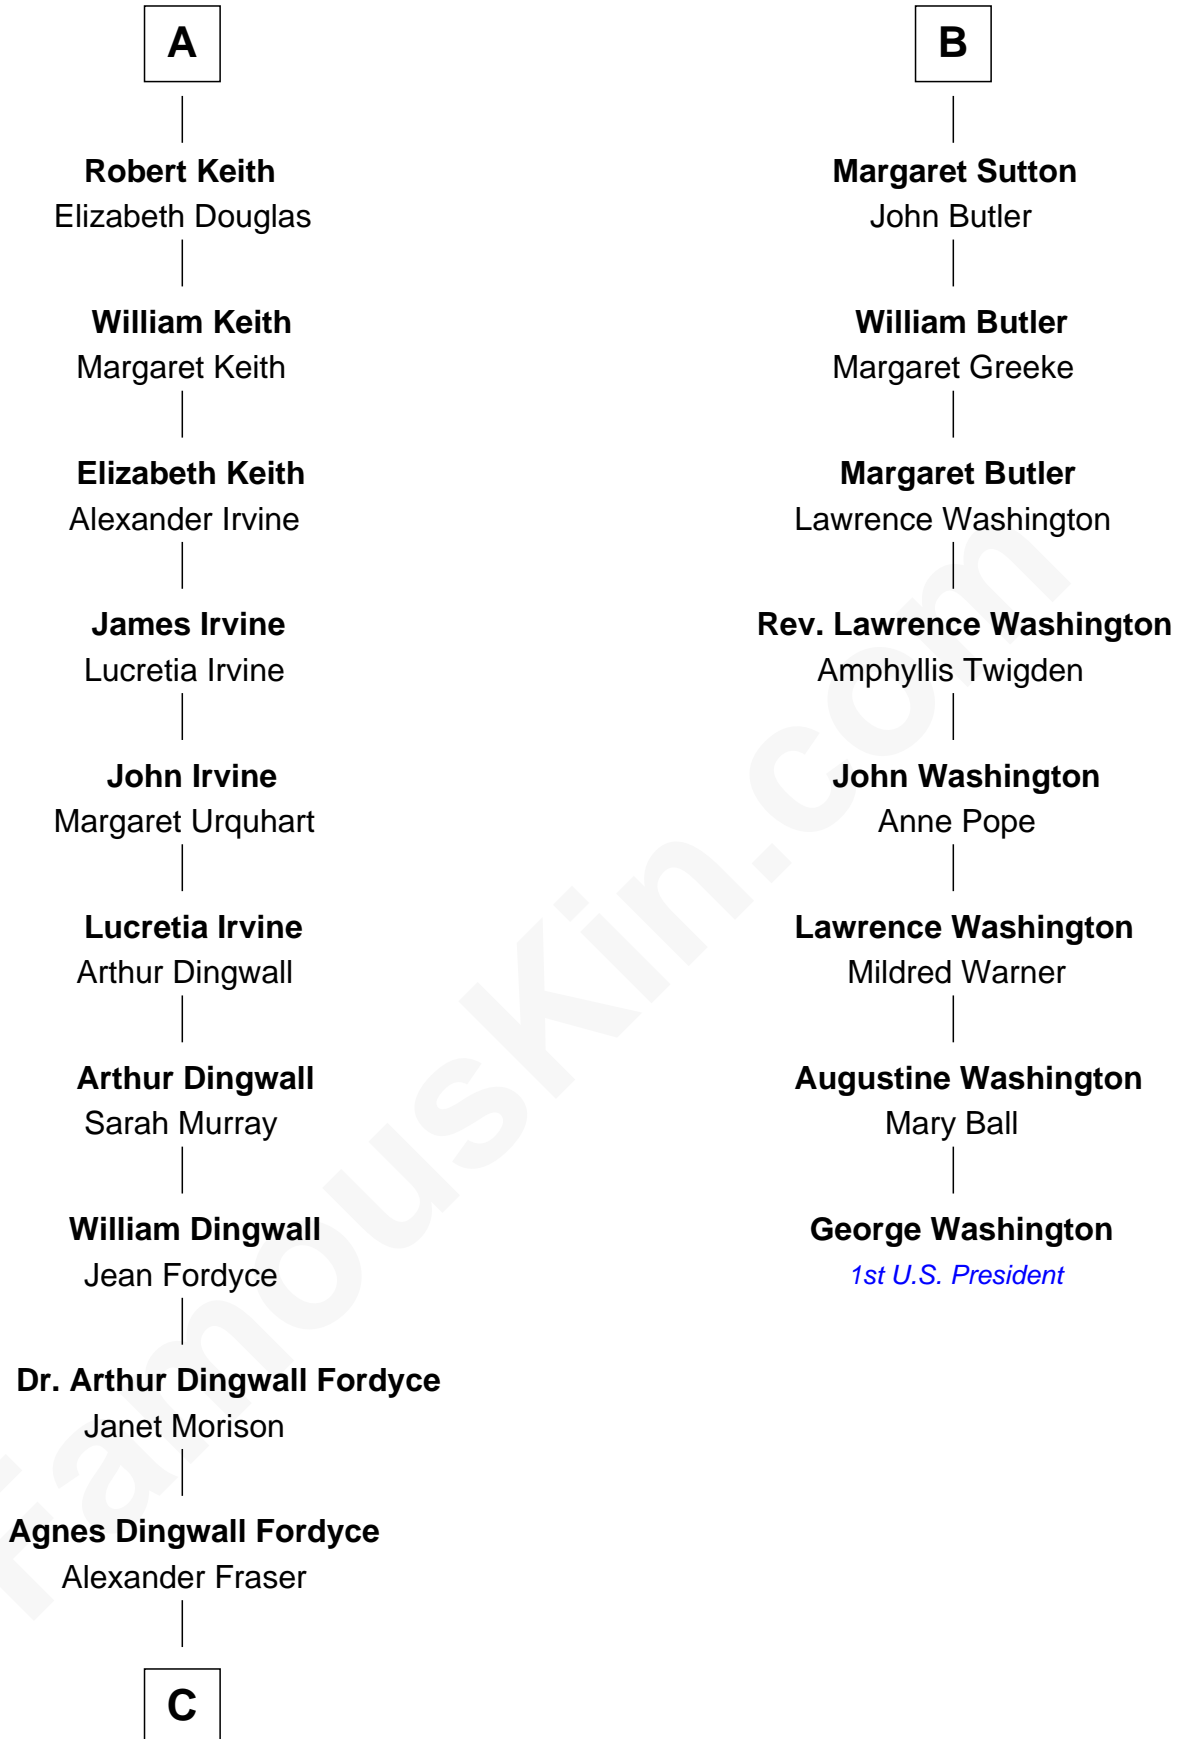 A
Robert Keith
Elizabeth Douglas
William Keith
Margaret Keith
Elizabeth Keith
Alexander Irvine
James Irvine
Lucretia Irvine
John Irvine
Margaret Urquhart
Lucretia Irvine
Arthur Dingwall
Arthur Dingwall
Sarah Murray
William Dingwall
Jean Fordyce
Dr. Arthur Dingwall Fordyce
Janet Morison
Agnes Dingwall Fordyce
Alexander Fraser
C
B
Margaret Sutton
John Butler
William Butler
Margaret Greeke
Margaret Butler
Lawrence Washington
Rev. Lawrence Washington
Amphyllis Twigden
John Washington
Anne Pope
Lawrence Washington
Mildred Warner
Augustine Washington
Mary Ball
George Washington
1st U.S. President
FamousKin.com